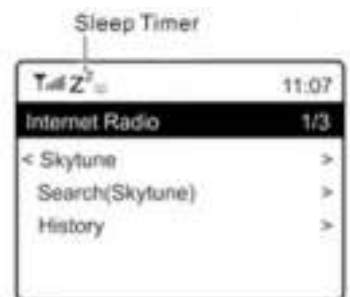 Sleep Timer
Z 11:07
Internet Radio 1/3
< Skytune >
Search(Skytune) >
History >